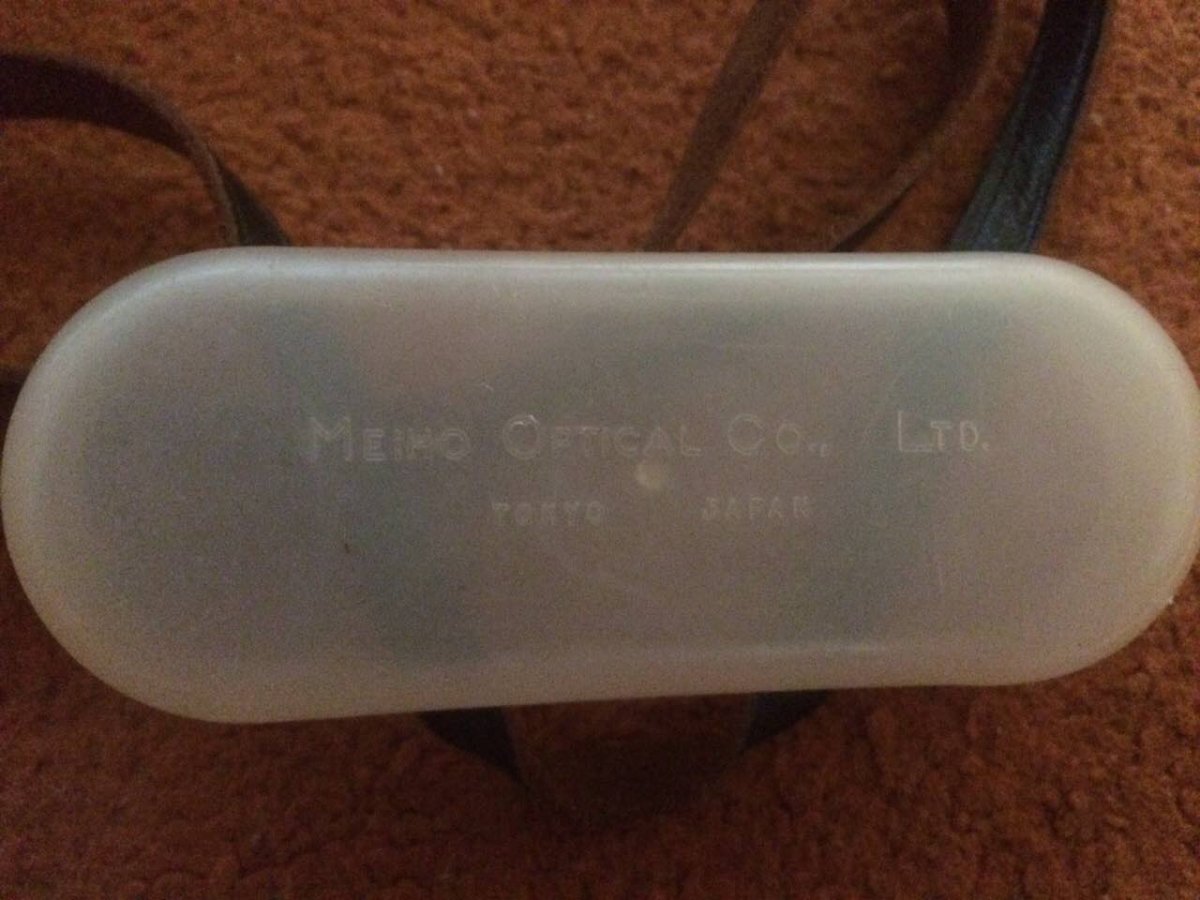 MEIHO OPTICAL CO., LTD.
TOKYO JAPAN